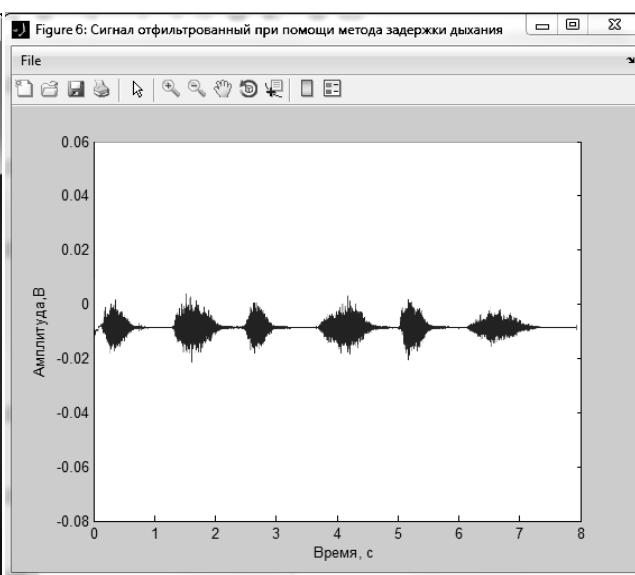 Figure 6: Сигнал отфильтрованный при помощи метода задержки дыхания
File
0.06
0.04
0.02
0
-0.02
-0.04
-0.06
-0.08
Амплитуда,В
0 1 2 3 4 5 6 7 8
Время, с